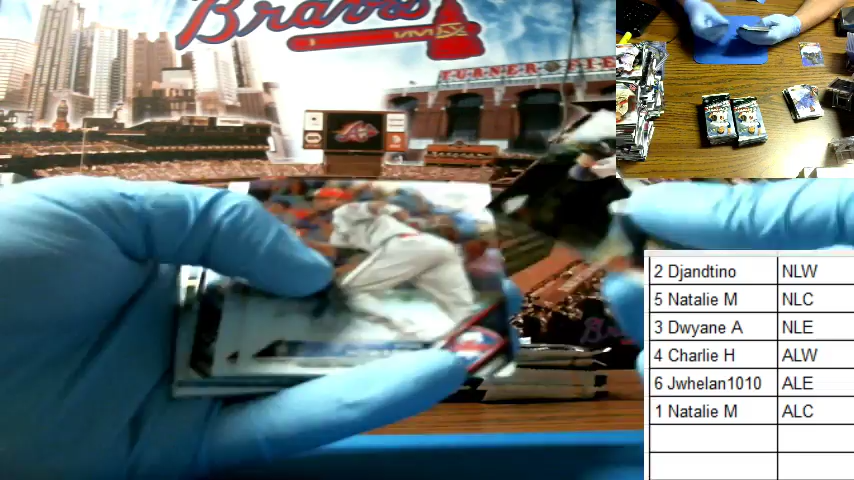 Braves
TURNER FIE
2 Djandtino NLW
5 Natalie M NLC
3 Dwyane A NLE
4 Charlie H ALW
6 Jwhelan1010 ALE
1 Natalie M ALC